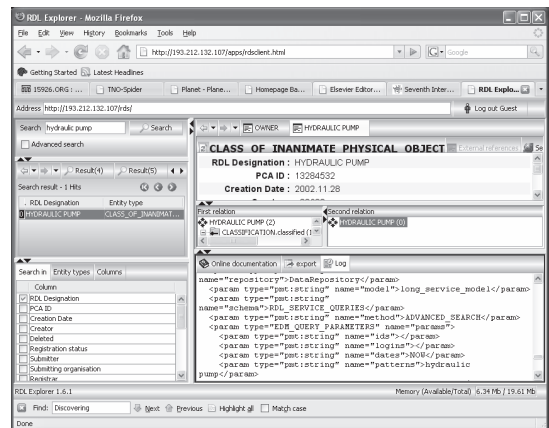 RDL Explorer - Mozilla Firefox
File Edit View History Bookmarks Tools Help
http://193.212.132.107/apps/rdsclient.html
Google
Getting Started Latest Headlines
15926.ORG : ... TNO-Spider Planet - Plane... Homepage Ba... Elsevier Editor... Seventh Inter... RDL Explo...
Address http://193.212.132.107/rds/ Log out Guest
Search hydraulic pump Search
Advanced search
OWNER HYDRAULIC PUMP
CLASS OF INANIMATE PHYSICAL OBJECT External references Se
RDL Designation : HYDRAULIC PUMP
PCA ID : 13284532
Creation Date : 2002.11.28
Result(4) Result(5)
Search result - 1 Hits
RDL Designation Entity type
HYDRAULIC PUMP CLASS_OF_INANIMAT...
First relation Second relation
HYDRAULIC PUMP (2) HYDRAULIC PUMP (0)
CLASSIFICATION.classified (1
Online documentation export Log
name="repository">DataRepository</param>
<param type="pmt:string" name="model">long_service_model</param>
<param type="pmt:string"
name="schema">RDL_SERVICE_QUERIES</param>
<param type="pmt:string" name="method">ADVANCED_SEARCH</param>
<param type="EDM_QUERY_PARAMETERS" name="params">
<param type="pmt:string" name="ids"></param>
<param type="pmt:string" name="logins"></param>
<param type="pmt:string" name="dates">NOW</param>
<param type="pmt:string" name="patterns">hydraulic
pump</param>
Search in Entity types Columns
Column
RDL Designation
PCA ID
Creation Date
Creator
Deleted
Registration status
Submitter
Submitting organisation
Registrar
RDL Explorer 1.6.1 Memory (Available/Total) :6.34 Mb / 19.61 Mb
Find: Discovering Next Previous Highlight all Match case
Done